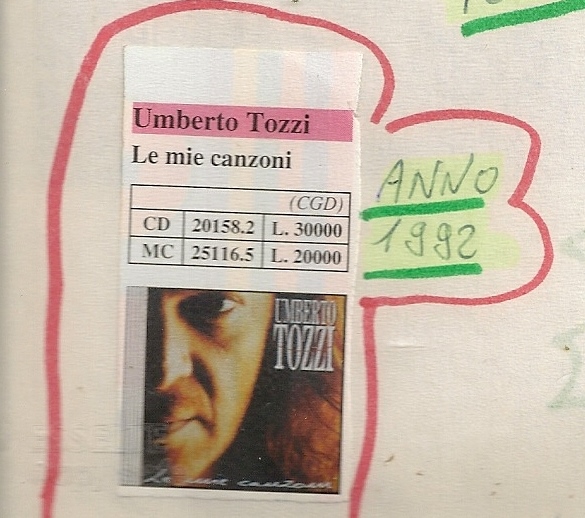 Umberto Tozzi
Le mie canzoni
(CGD)
CD 20158.2 L. 30000
MC 25116.5 L. 20000
ANNO
1992
UMBERTO
TOZZI
Le mie canzoni